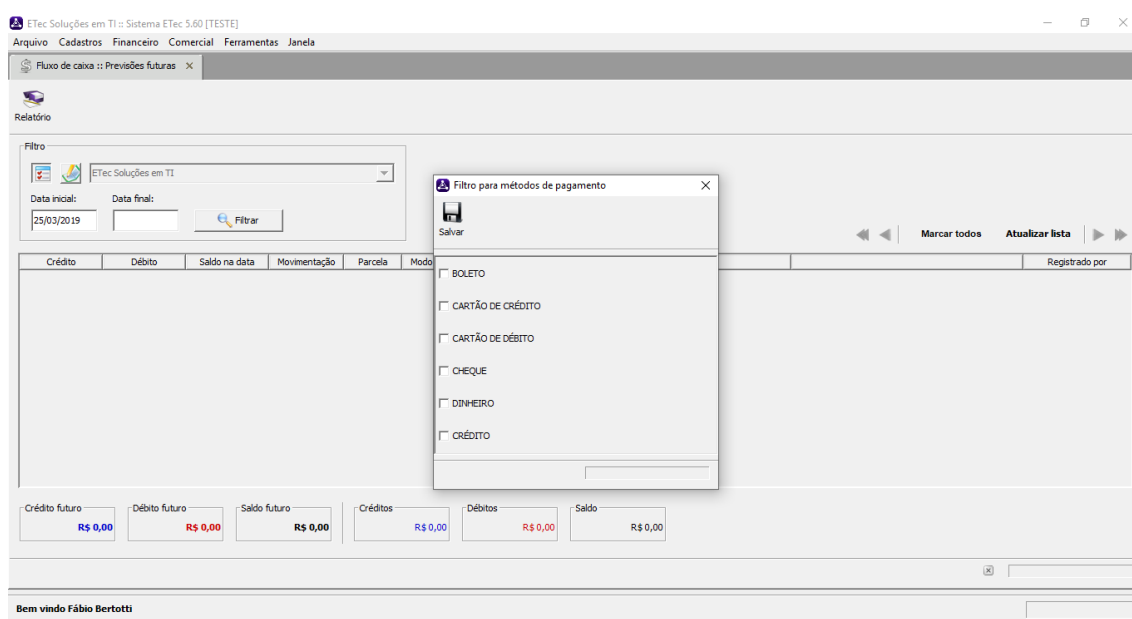 ETec Soluções em TI :: Sistema ETec 5.60 [TESTE]
Arquivo Cadastros Financeiro Comercial Ferramentas Janela
Fluxo de caixa :: Previsões futuras
Relatório
Filtro
ETec Soluções em TI
Data inicial: Data final:
25/03/2019 Filtrar
Marcar todos Atualizar lista
Crédito Débito Saldo na data Movimentação Parcela Modo Registrado por
Filtro para métodos de pagamento
Salvar
BOLETO
CARTÃO DE CRÉDITO
CARTÃO DE DÉBITO
CHEQUE
DINHEIRO
CRÉDITO
Crédito futuro Débito futuro Saldo futuro Créditos Débitos Saldo
R$ 0,00 R$ 0,00 R$ 0,00 R$ 0,00 R$ 0,00 R$ 0,00
Bem vindo Fábio Bertotti